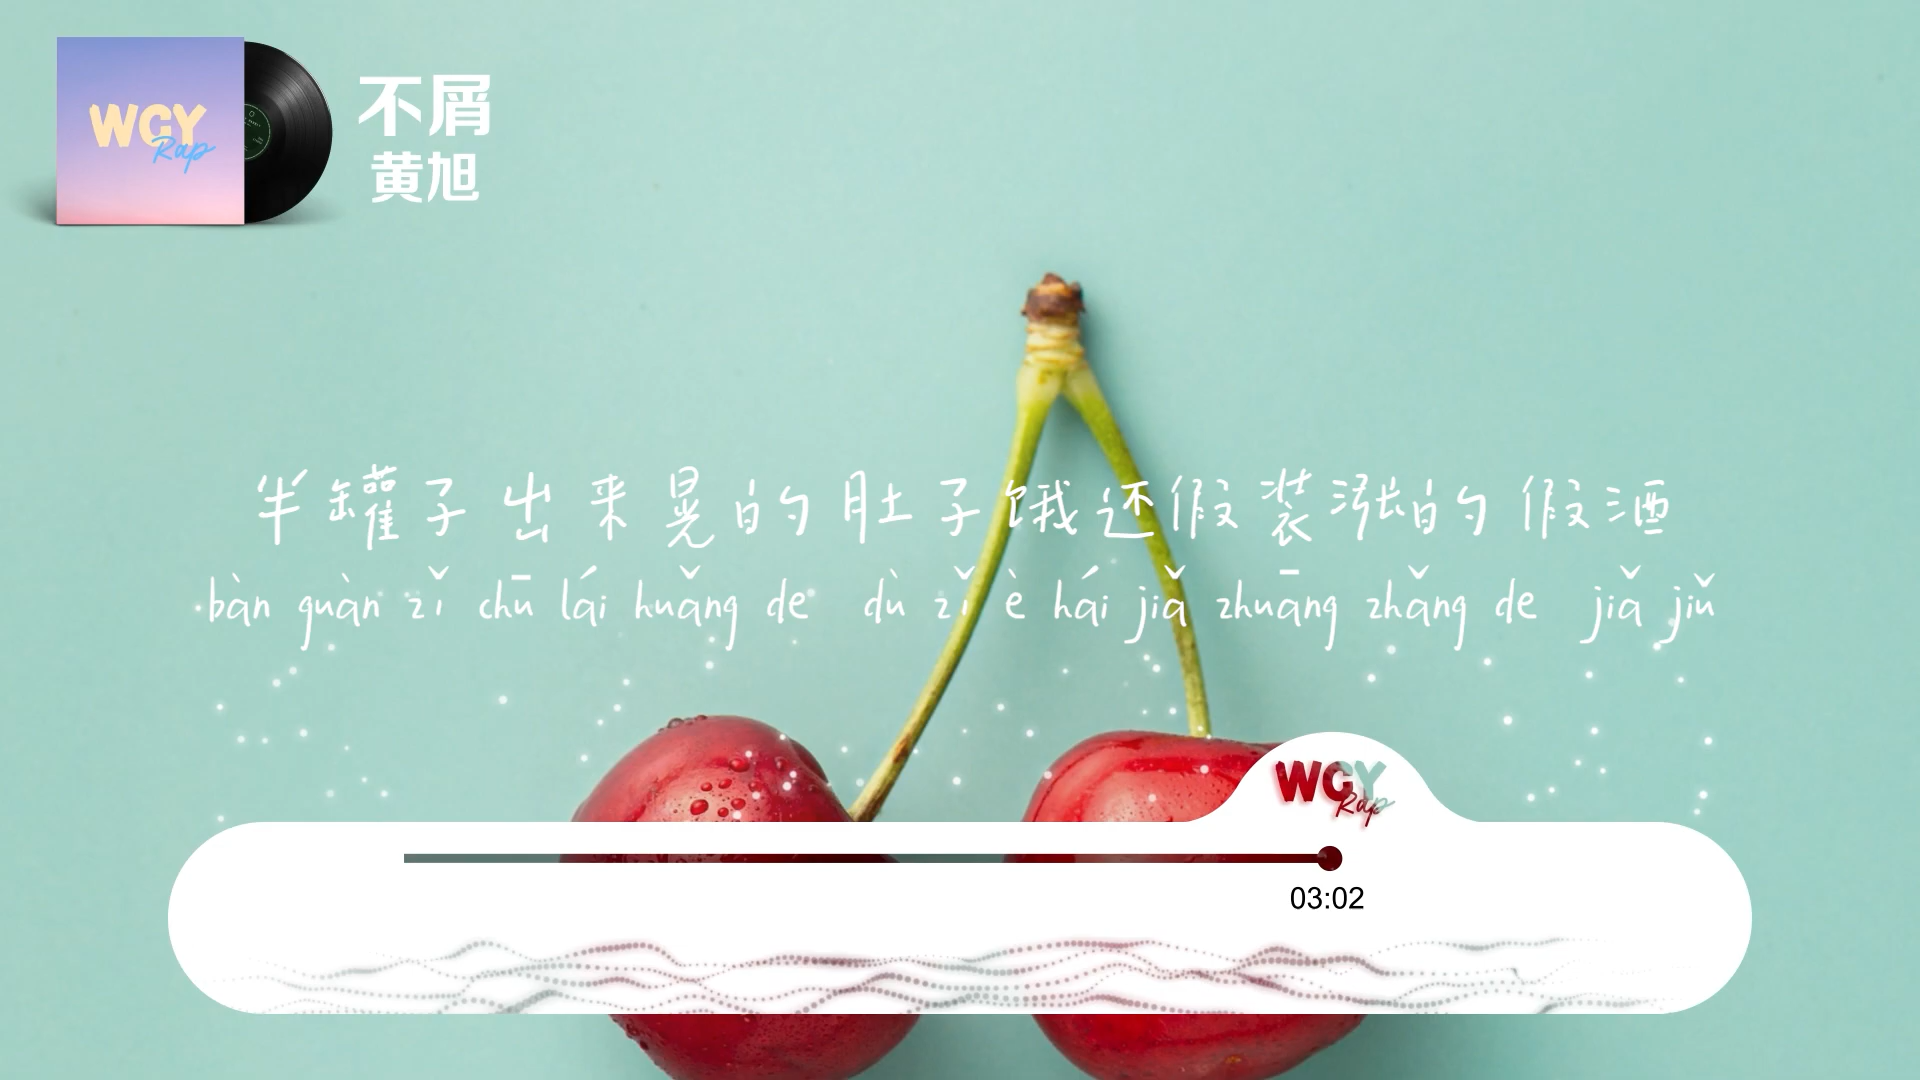 WCY
Rap
不屑
黄旭
半罐子出来晃的肚子饿还假装涨的假酒
bàn guàn zǐ chū lái huǎng de dù zǐ è hái jiǎ zhuāng zhǎng de jiǎ jiǔ
WCY
Rap
03:02